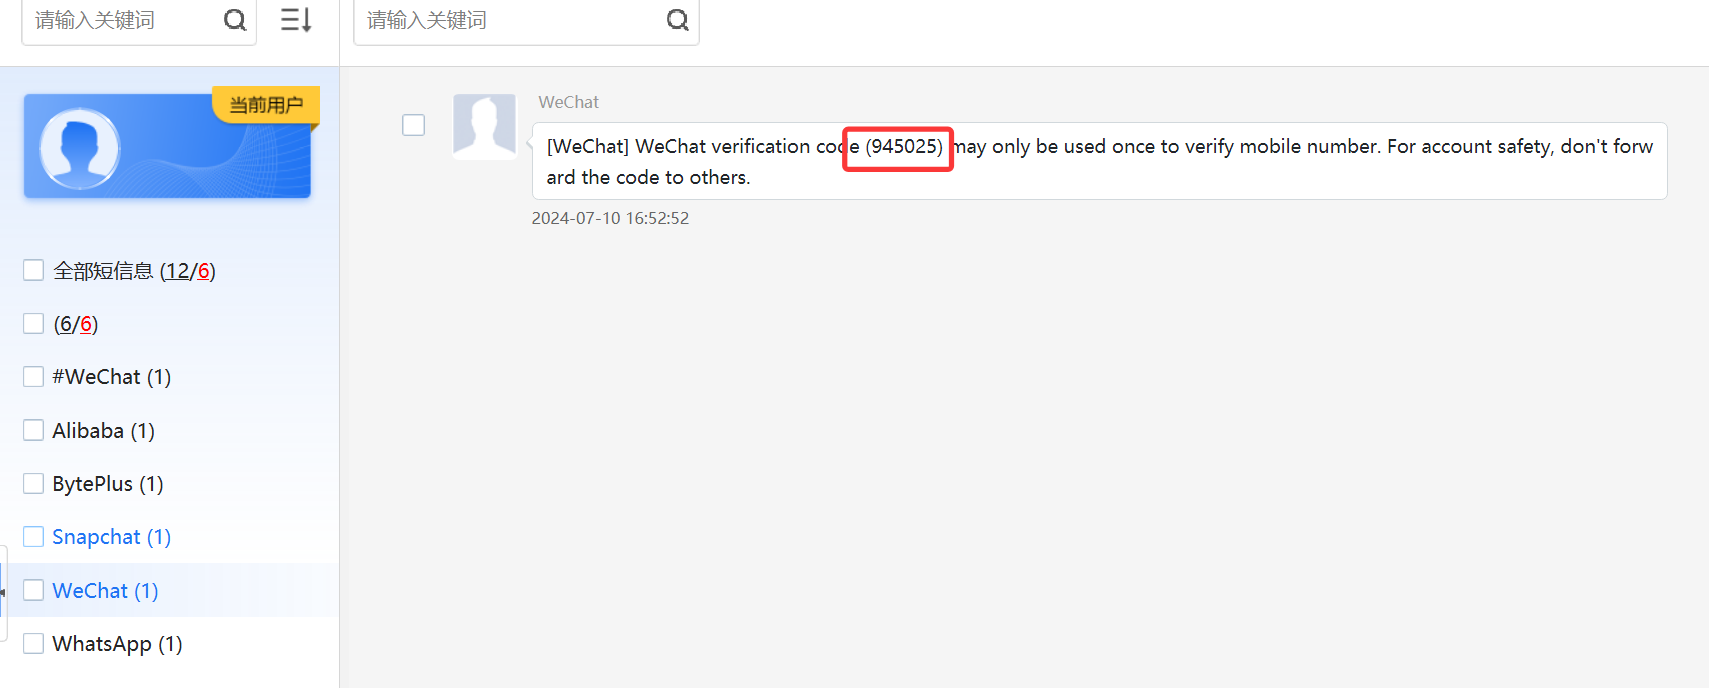 请输入关键词
请输入关键词
当前用户
全部短信息 (12/6)
(6/6)
#WeChat (1)
Alibaba (1)
BytePlus (1)
Snapchat (1)
WeChat (1)
WhatsApp (1)
WeChat
[WeChat] WeChat verification code (945025) may only be used once to verify mobile number. For account safety, don't forw
ard the code to others.
2024-07-10 16:52:52